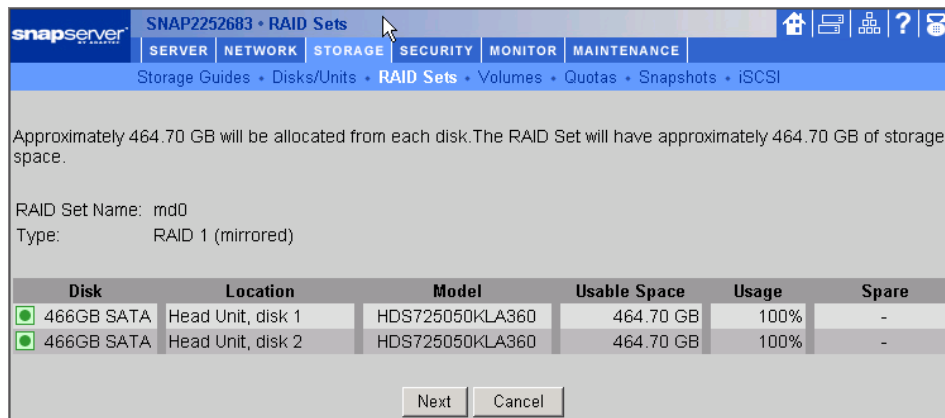 snapserver
BY ADAPTEC
SNAP2252683 • RAID Sets
?
SERVER NETWORK STORAGE SECURITY MONITOR MAINTENANCE
Storage Guides • Disks/Units • RAID Sets • Volumes • Quotas • Snapshots • iSCSI
Approximately 464.70 GB will be allocated from each disk.The RAID Set will have approximately 464.70 GB of storage
space.
RAID Set Name: md0
Type: RAID 1 (mirrored)
Disk Location Model Usable Space Usage Spare
466GB SATA Head Unit, disk 1 HDS725050KLA360 464.70 GB 100% -
466GB SATA Head Unit, disk 2 HDS725050KLA360 464.70 GB 100% -
Next Cancel